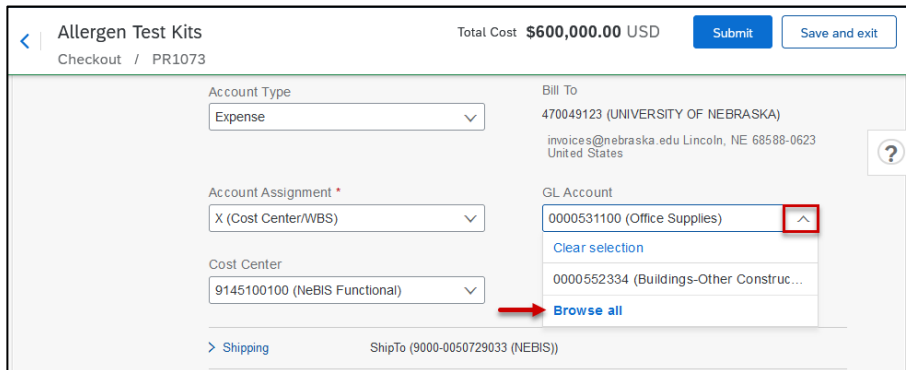 Allergen Test Kits
Total Cost $600,000.00 USD
Submit
Save and exit
Checkout / PR1073
Account Type
Expense
Bill To
470049123 (UNIVERSITY OF NEBRASKA)
invoices@nebraska.edu Lincoln, NE 68588-0623
United States
?
Account Assignment *
X (Cost Center/WBS)
GL Account
0000531100 (Office Supplies)
Clear selection
0000552334 (Buildings-Other Construc...
Browse all
Cost Center
9145100100 (NeBIS Functional)
Shipping
ShipTo (9000-0050729033 (NEBIS))